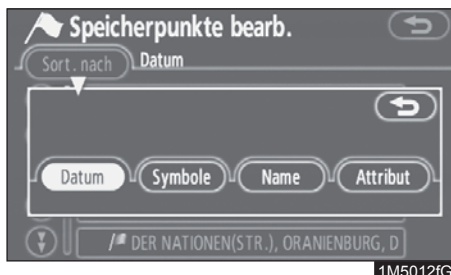 Speicherpunkte bearb.
Sort. nach Datum
Datum Symbole Name Attribut
DER NATIONEN(STR.), ORANIENBURG, D
1M5012fG